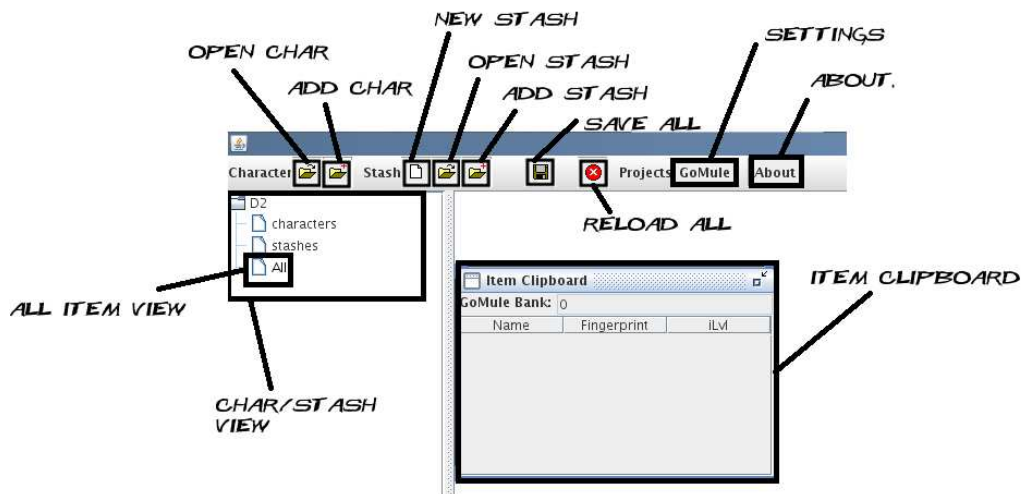 NEW STASH
SETTINGS
OPEN CHAR
OPEN STASH
ABOUT.
ADD CHAR
ADD STASH
SAVE ALL
Character
Stash
Projects
GoMule
About
D2
characters
stashes
All
RELOAD ALL
ALL ITEM VIEW
Item Clipboard
GoMule Bank: 0
Name Fingerprint iLvl
ITEM CLIPBOARD
CHAR/STASH
VIEW